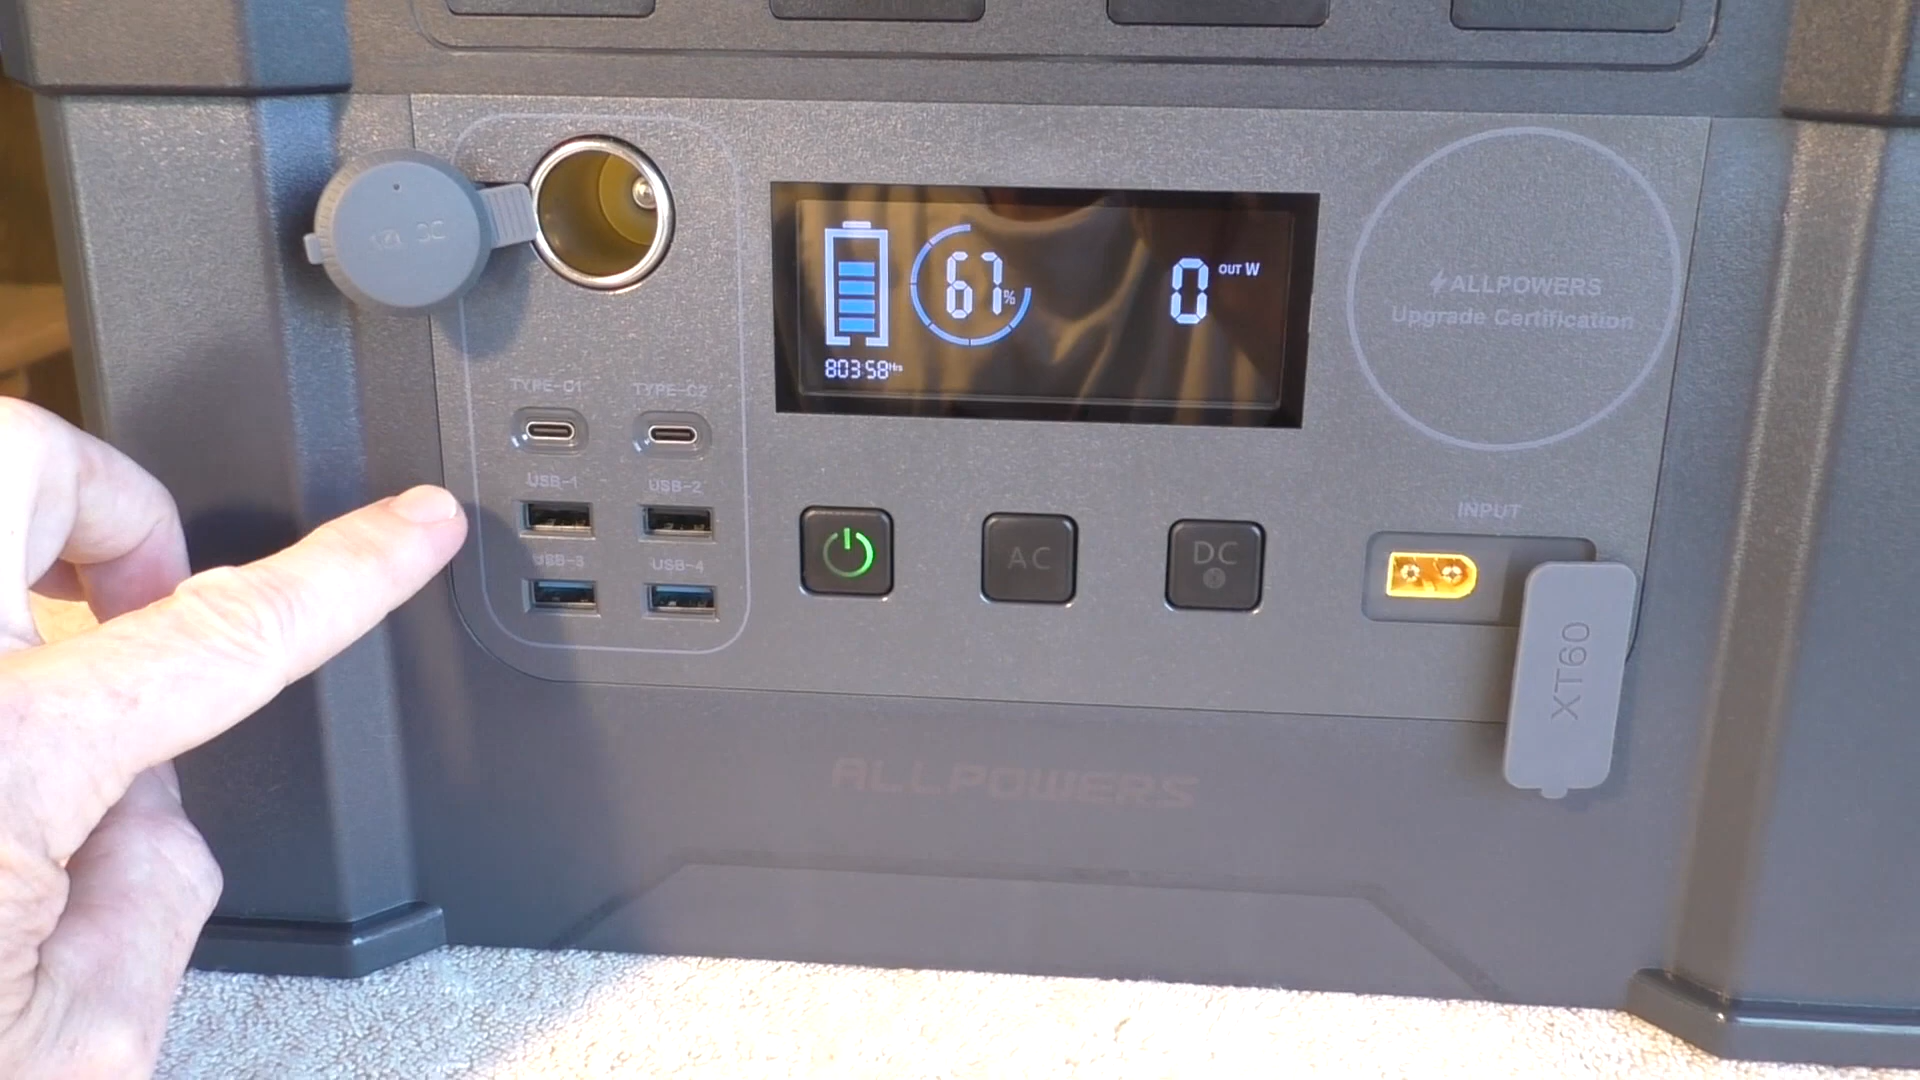 TYPE-C1 TYPE-C2
USB-1 USB-2
USB-3 USB-4
67%
0 OUT W
803:58Hrs
AC
DC
ALLPOWERS
Upgrade Certification
INPUT
XT60
ALLPOWERS